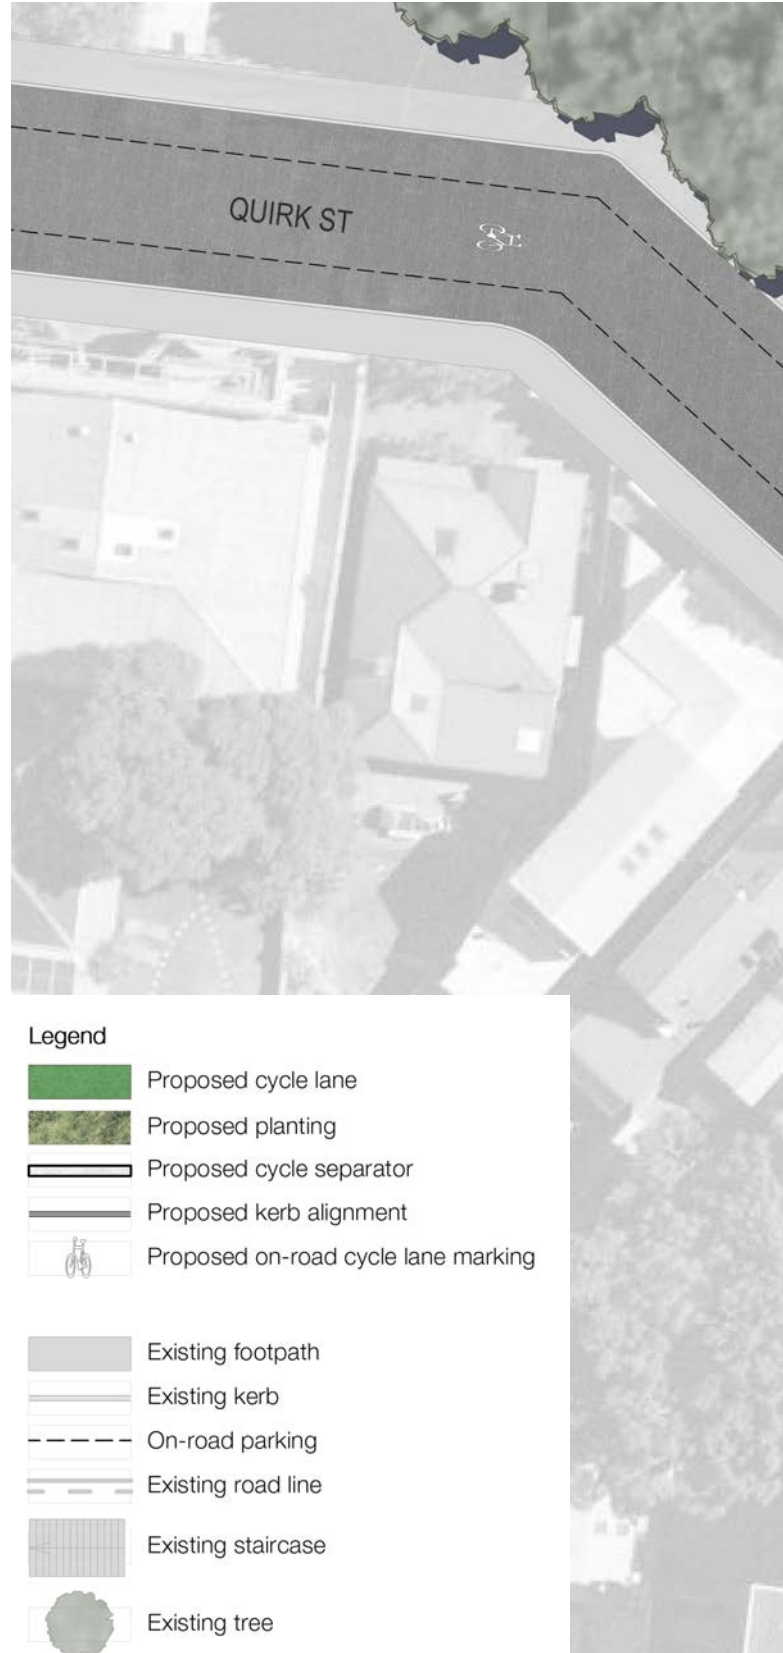 QUIRK ST
Legend
Proposed cycle lane
Proposed planting
Proposed cycle separator
Proposed kerb alignment
Proposed on-road cycle lane marking
Existing footpath
Existing kerb
On-road parking
Existing road line
Existing staircase
Existing tree